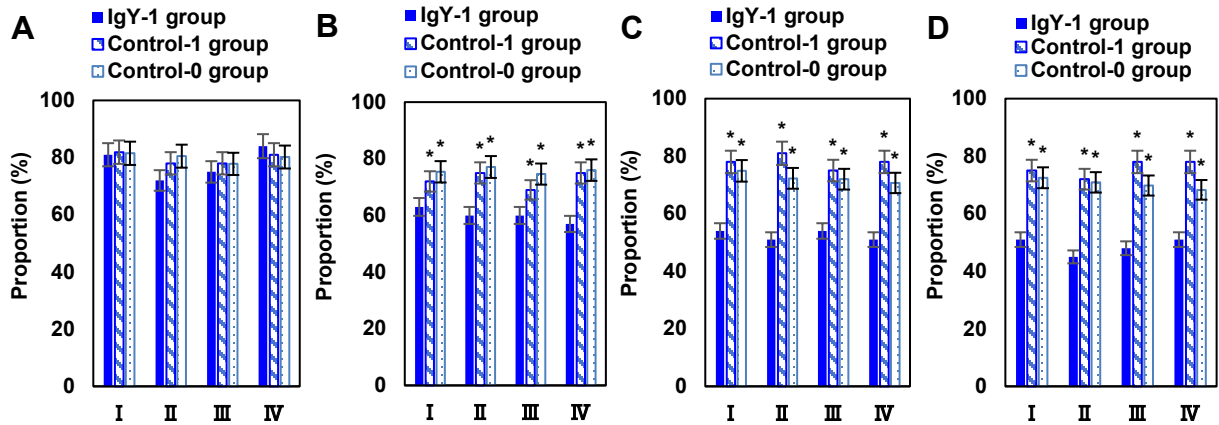 A
IgY-1 group
Control-1 group
Control-0 group
Proportion (%)
100
80
60
40
20
0
Ⅰ Ⅱ Ⅲ Ⅳ
B
IgY-1 group
Control-1 group
Control-0 group
Proportion (%)
100
80
60
40
20
0
* * * * * * * *
Ⅰ Ⅱ Ⅲ Ⅳ
C
IgY-1 group
Control-1 group
Control-0 group
Proportion (%)
100
80
60
40
20
0
* * * * * * * *
Ⅰ Ⅱ Ⅲ Ⅳ
D
IgY-1 group
Control-1 group
Control-0 group
Proportion (%)
100
80
60
40
20
0
* * * * * * * *
Ⅰ Ⅱ Ⅲ Ⅳ